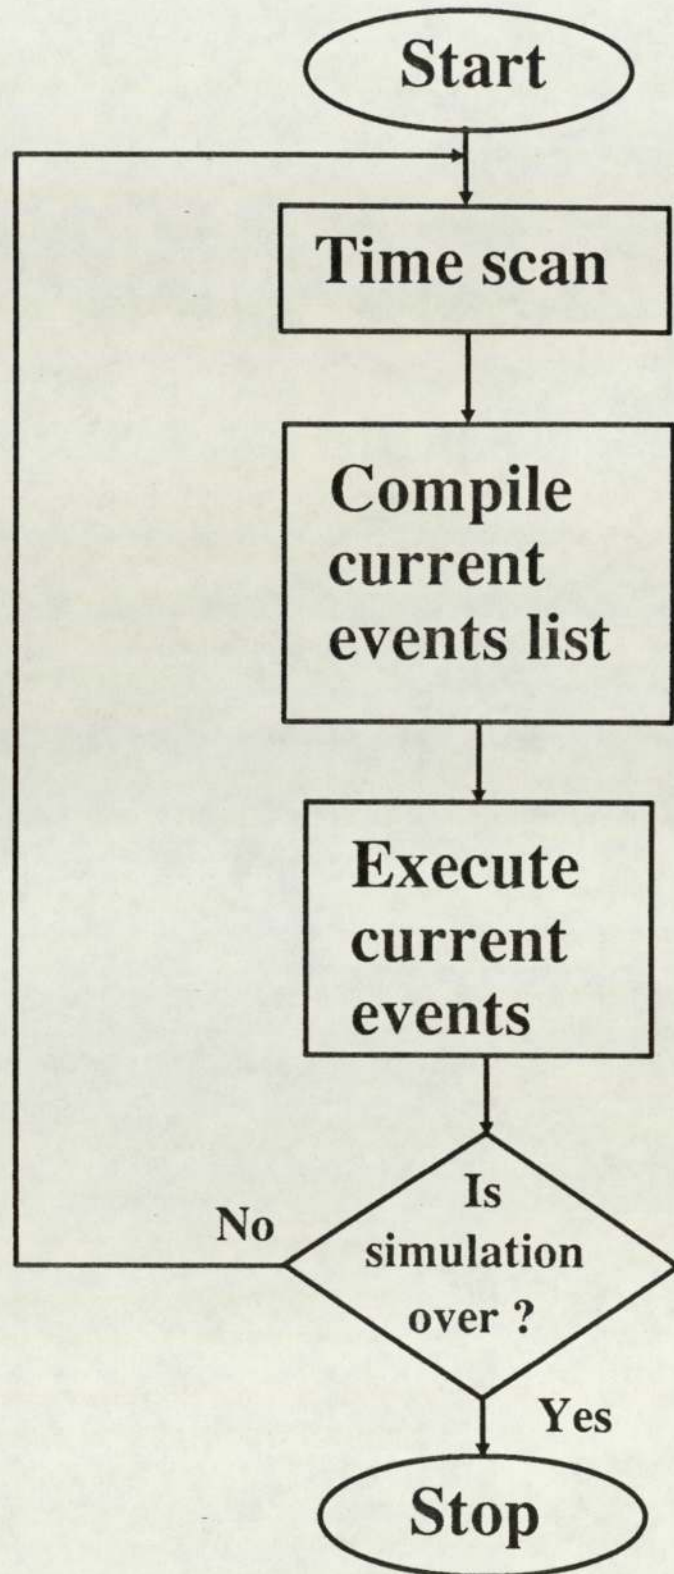 Start
Time scan
Compile
current
events list
Execute
current
events
Is
simulation
over ?
No
Yes
Stop